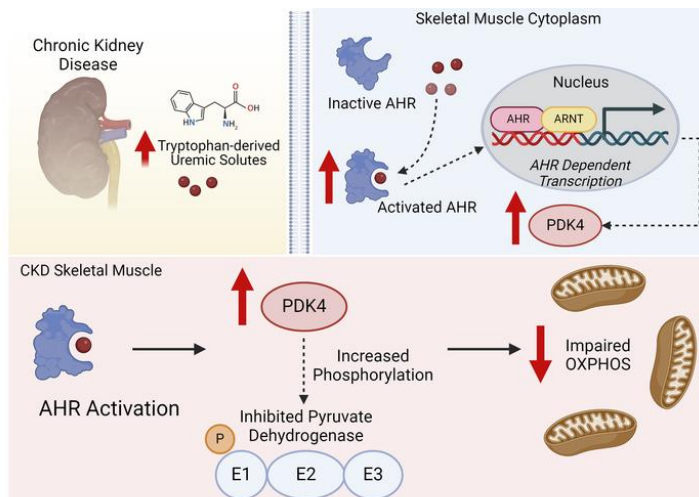 Chronic Kidney
Disease
O
OH
N
H
NH₂
Tryptophan-derived
Uremic Solutes
Skeletal Muscle Cytoplasm
Inactive AHR
Activated AHR
Nucleus
AHR
ARNT
AHR Dependent
Transcription
PDK4
CKD Skeletal Muscle
AHR Activation
PDK4
Increased
Phosphorylation
Inhibited Pyruvate
Dehydrogenase
P
E1
E2
E3
Impaired
OXPHOS